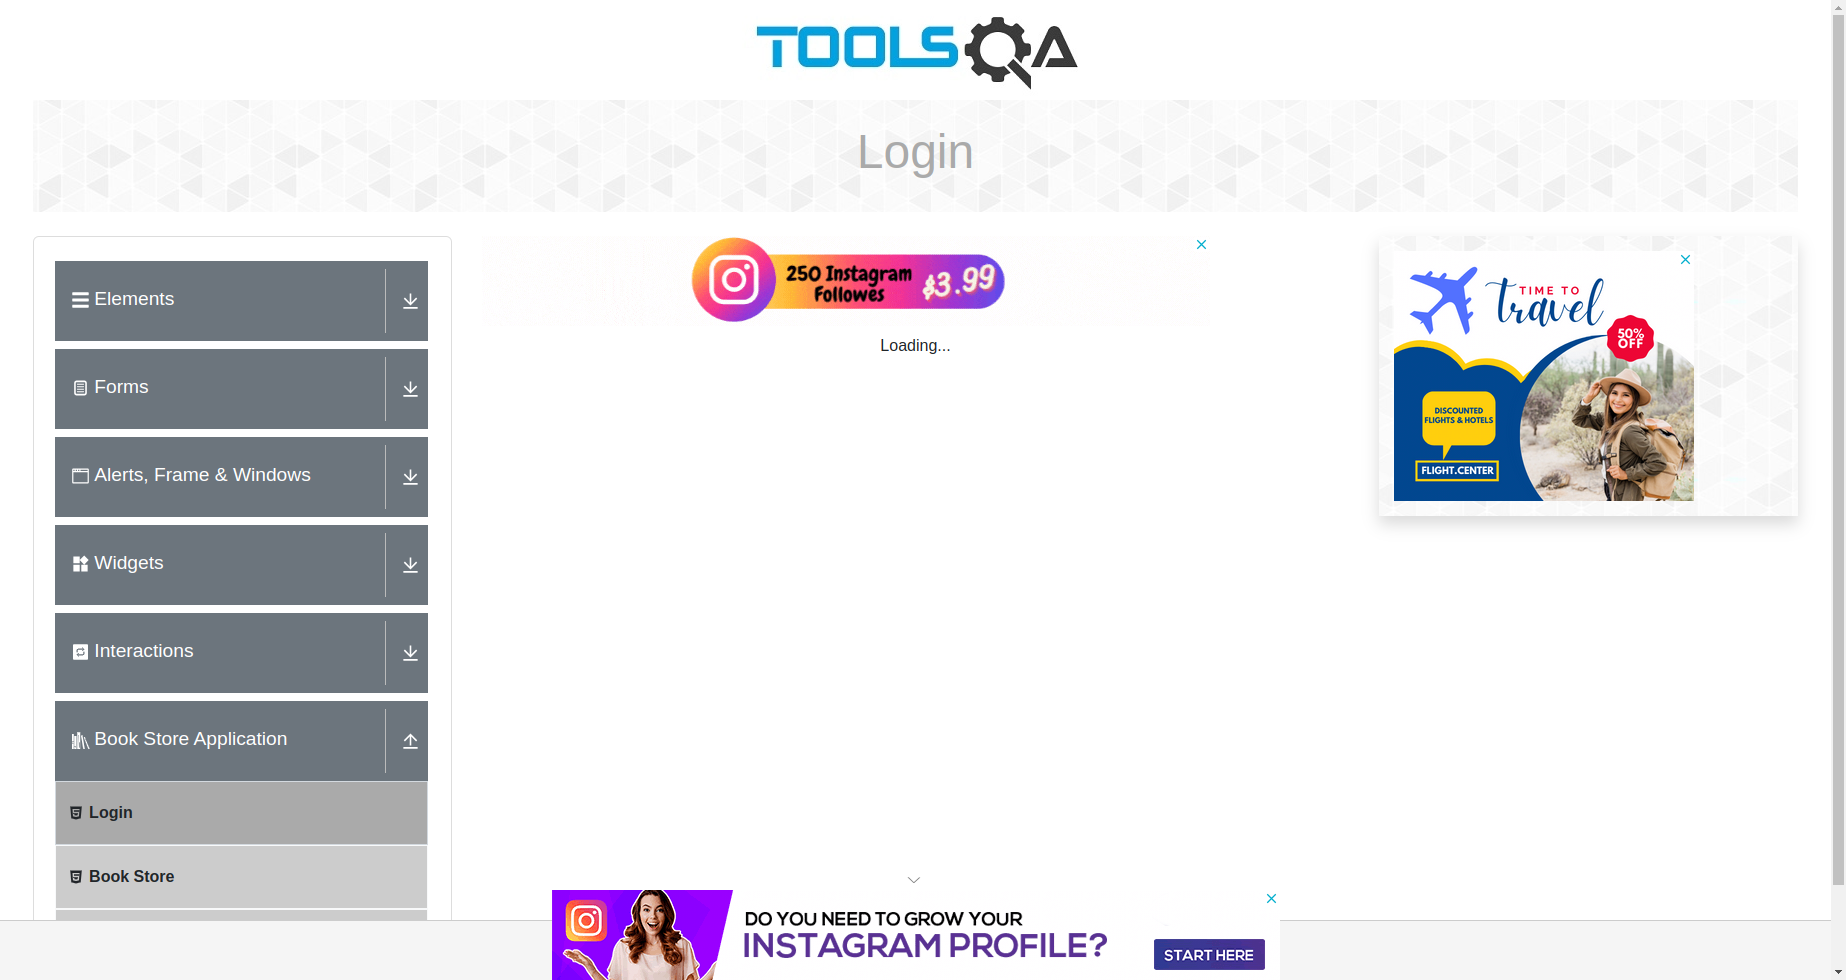 TOOLSQA
Login
Elements
Forms
Alerts, Frame & Windows
Widgets
Interactions
Book Store Application
Login
Book Store
250 Instagram
Followes
$3.99
Loading...
TIME TO
travel
50%
OFF
DISCOUNTED
FLIGHTS & HOTELS
FLIGHT.CENTER
DO YOU NEED TO GROW YOUR
INSTAGRAM PROFILE?
START HERE